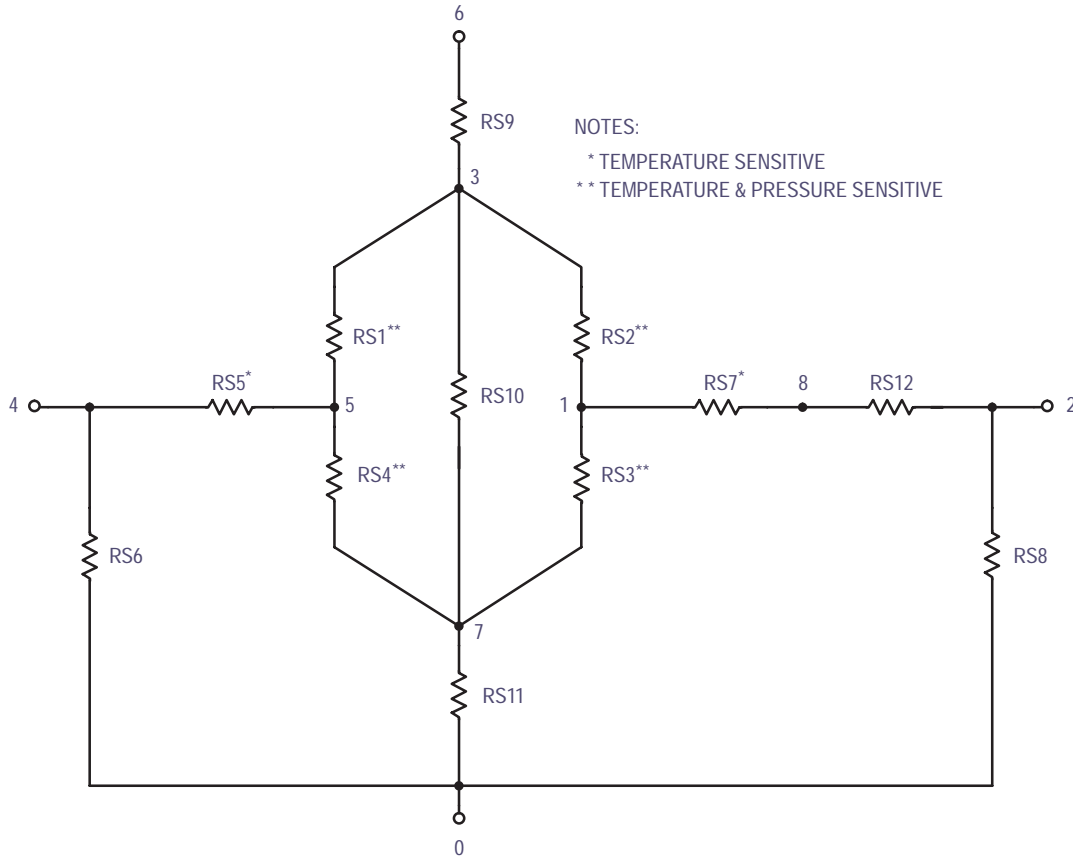 6
RS9
NOTES:
* TEMPERATURE SENSITIVE
** TEMPERATURE & PRESSURE SENSITIVE
3
RS1**
RS2**
RS5*
RS10
RS7*
8
RS12
4
5
1
2
RS4**
RS3**
RS6
RS8
7
RS11
0